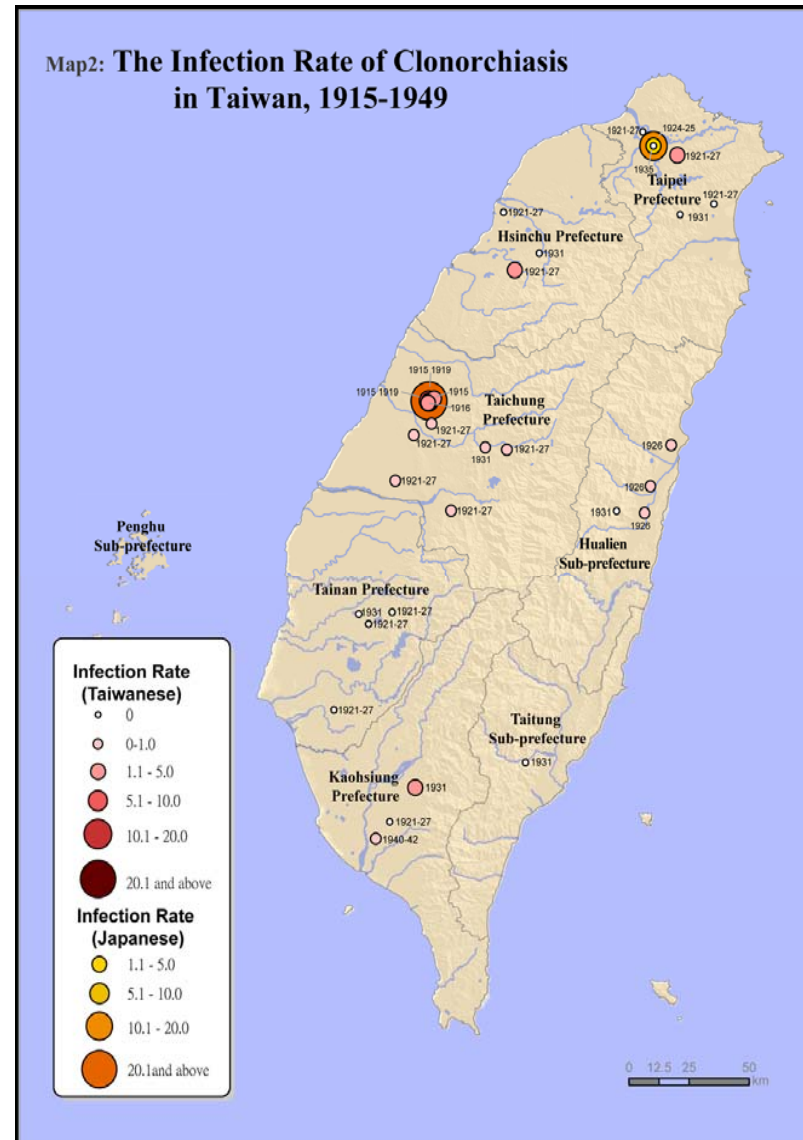 Map2: The Infection Rate of Clonorchiasis
in Taiwan, 1915-1949
1921-27
1924-25
1935
1921-27
Taipei
Prefecture
1921-27
1931
1921-27
Hsinchu Prefecture
1931
1921-27
1915 1919
1915 1919
1915
1916
Taichung
Prefecture
1921-27
1921-27
1931
1921-27
1926
1921-27
1926
1921-27
1931
1926
Hualien
Sub-prefecture
Penghu
Sub-prefecture
Tainan Prefecture
1931
1921-27
1921-27
1921-27
Taitung
Sub-prefecture
1931
Kaohsiung
Prefecture
1931
1921-27
1940-42
Infection Rate
(Taiwanese)
0
0-1.0
1.1 - 5.0
5.1 - 10.0
10.1 - 20.0
20.1 and above
Infection Rate
(Japanese)
1.1 - 5.0
5.1 - 10.0
10.1 - 20.0
20.1and above
0 12.5 25 50
km